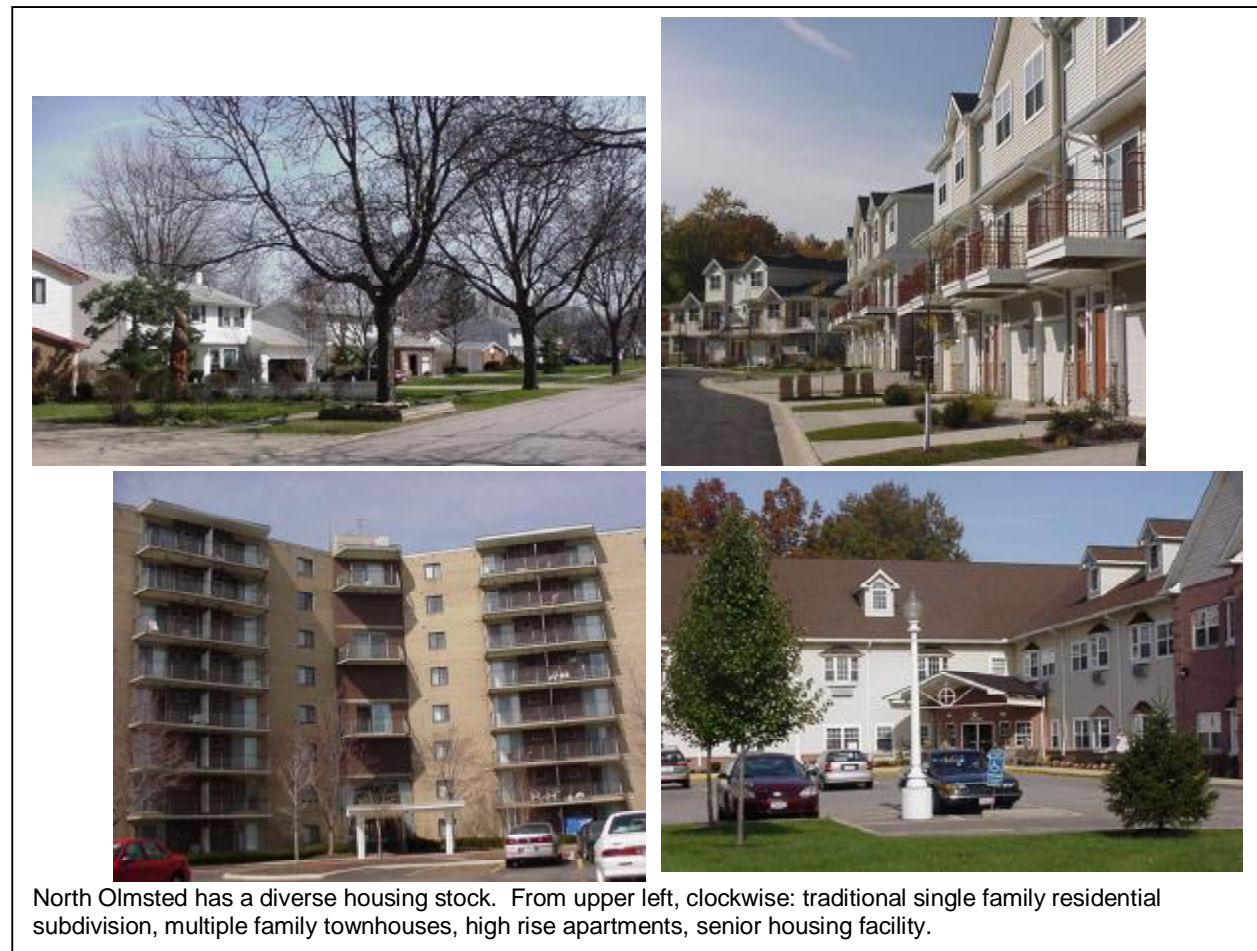 North Olmsted has a diverse housing stock.  From upper left, clockwise: traditional single family residential
subdivision, multiple family townhouses, high rise apartments, senior housing facility.